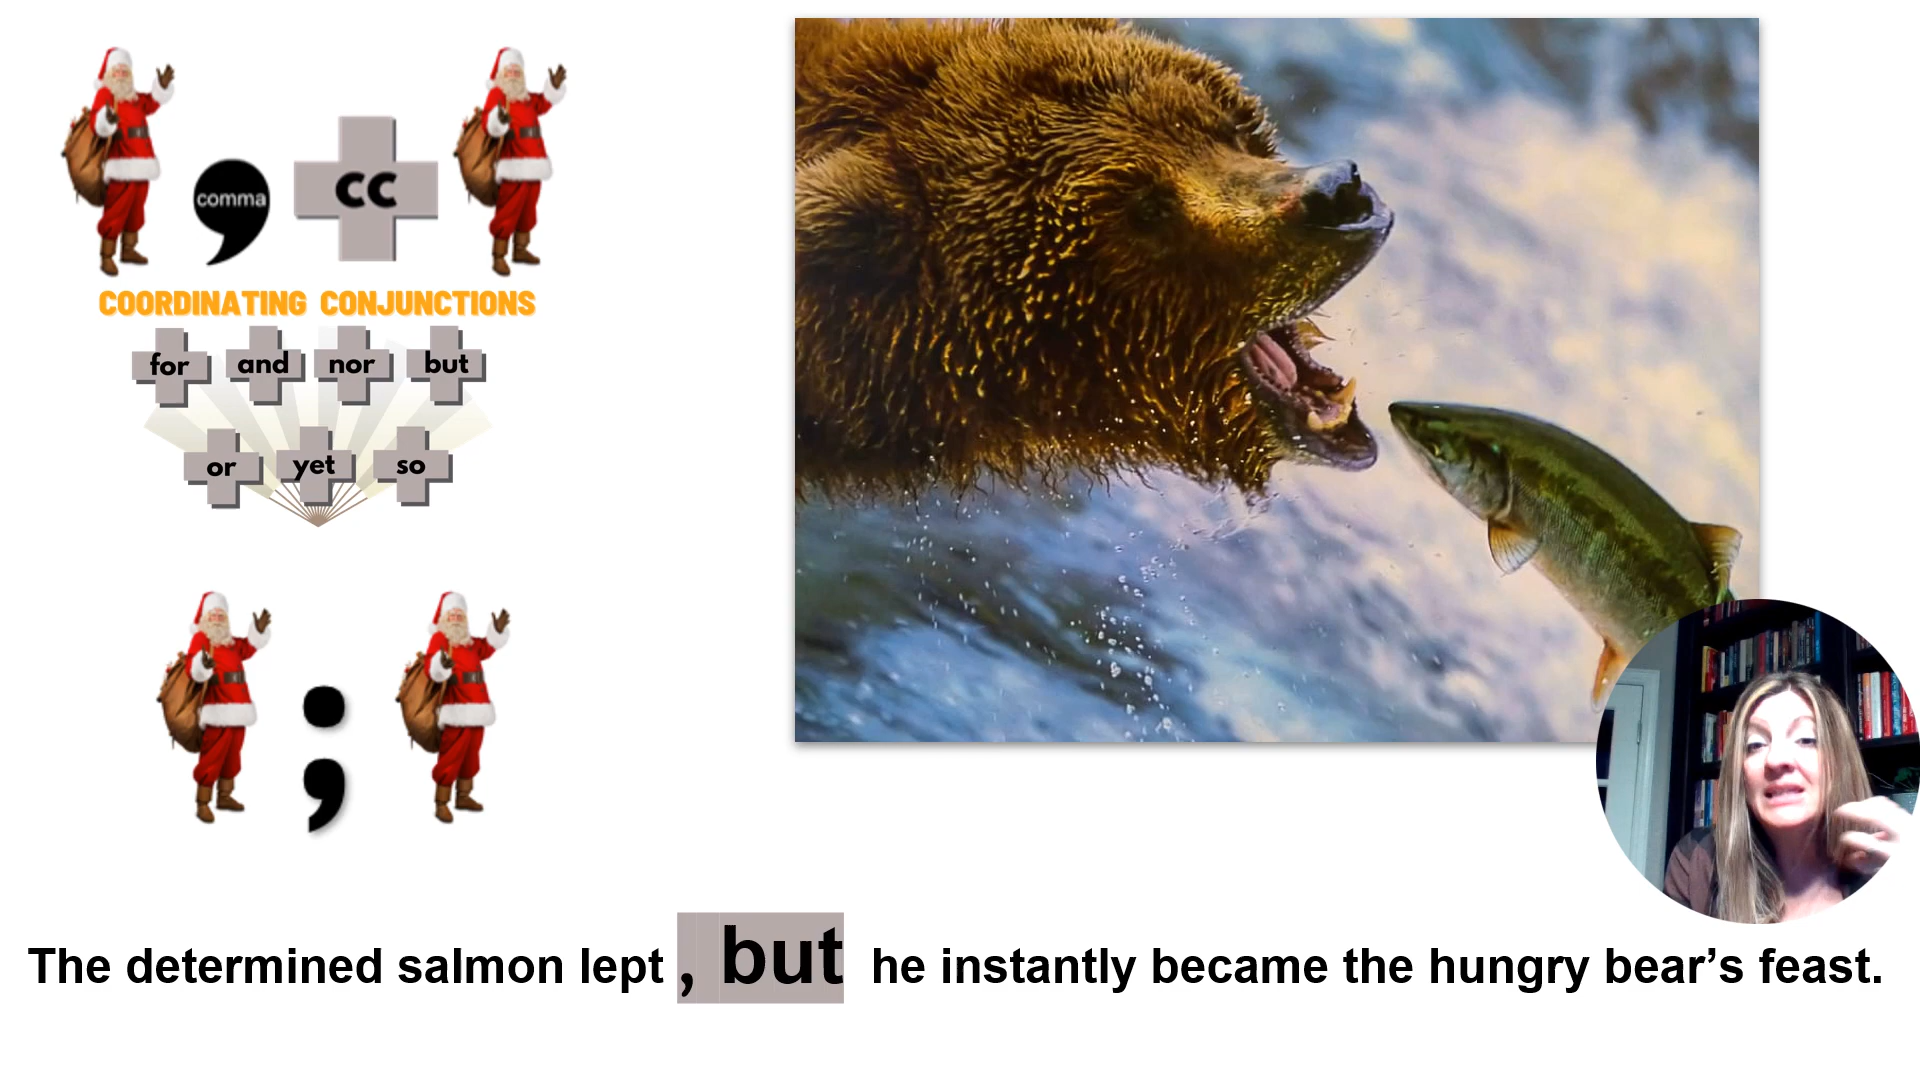 comma
cc
COORDINATING CONJUNCTIONS
for and nor but
or yet so
;
The determined salmon lept , but he instantly became the hungry bear’s feast.